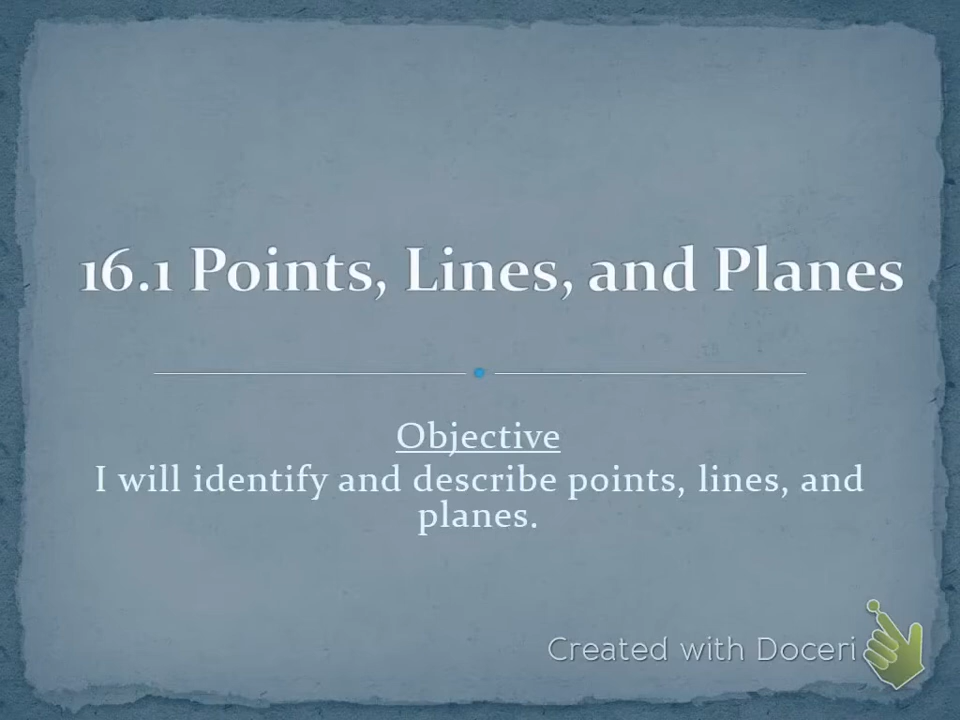 16.1 Points, Lines, and Planes
Objective
I will identify and describe points, lines, and
planes.
Created with Doceri